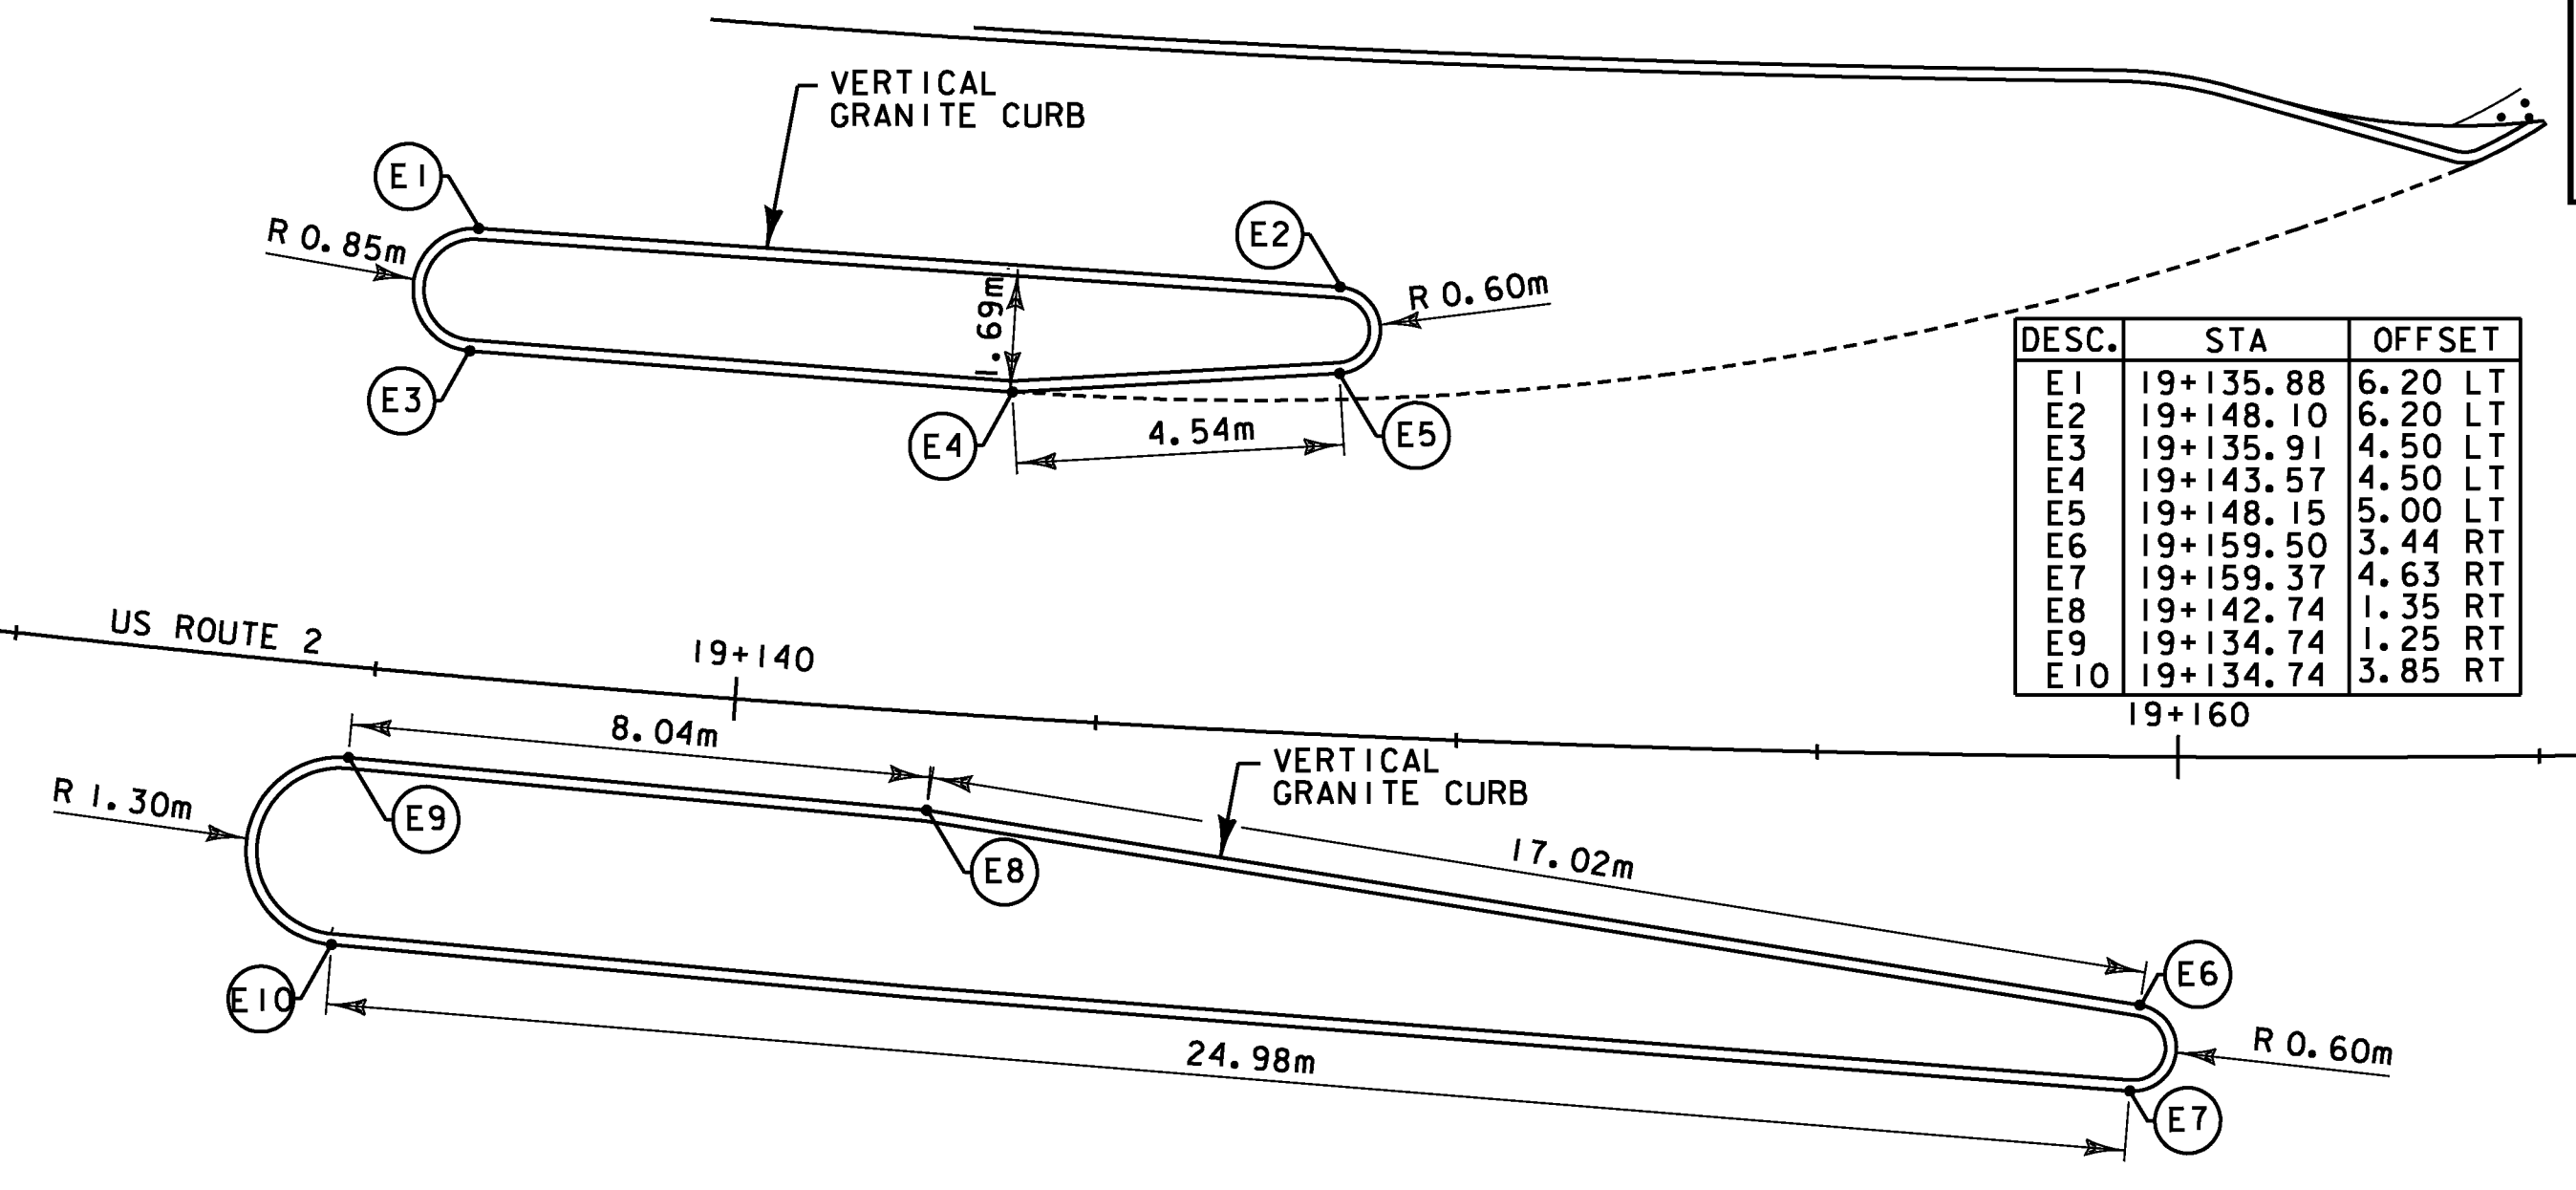 VERTICAL
GRANITE CURB
E1
R 0.85m
E2
R 0.60m
1.69m
E3
E4
4.54m
E5
DESC. STA OFFSET
E1 19+135.88 6.20 LT
E2 19+148.10 6.20 LT
E3 19+135.91 4.50 LT
E4 19+143.57 4.50 LT
E5 19+148.15 5.00 LT
E6 19+159.50 3.44 RT
E7 19+159.37 4.63 RT
E8 19+142.74 1.35 RT
E9 19+134.74 1.25 RT
E10 19+134.74 3.85 RT
US ROUTE 2
19+140
19+160
8.04m
VERTICAL
GRANITE CURB
R 1.30m
E9
E8
17.02m
E10
E6
24.98m
R 0.60m
E7